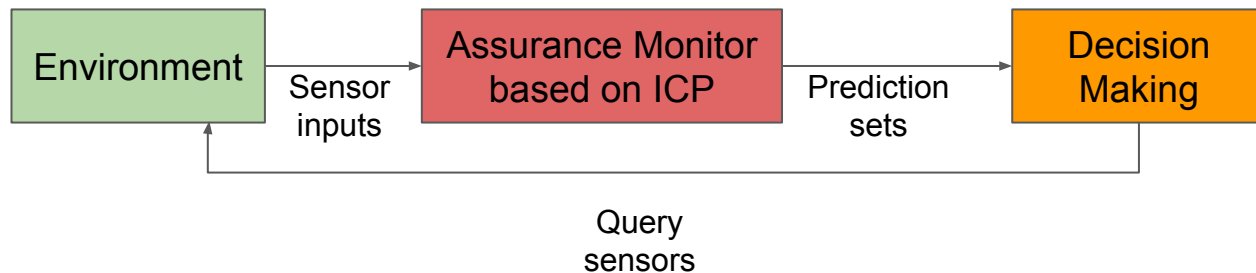 Environment
Sensor
inputs
Assurance Monitor
based on ICP
Prediction
sets
Decision
Making
Query
sensors